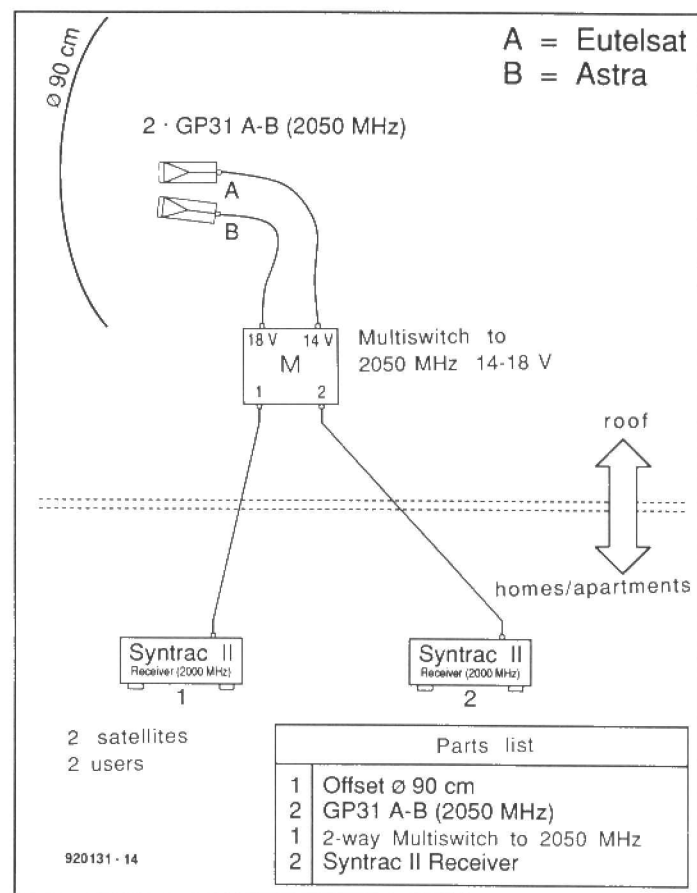 ø 90 cm
A = Eutelsat
B = Astra
2 · GP31 A-B (2050 MHz)
A
B
18 V 14 V
M
1 2
Multiswitch to
2050 MHz 14-18 V
roof
homes/apartments
Syntrac II
Receiver (2000 MHz)
1
Syntrac II
Receiver (2000 MHz)
2
2 satellites
2 users
Parts list
1 Offset ø 90 cm
2 GP31 A-B (2050 MHz)
1 2-way Multiswitch to 2050 MHz
2 Syntrac II Receiver
920131 - 14